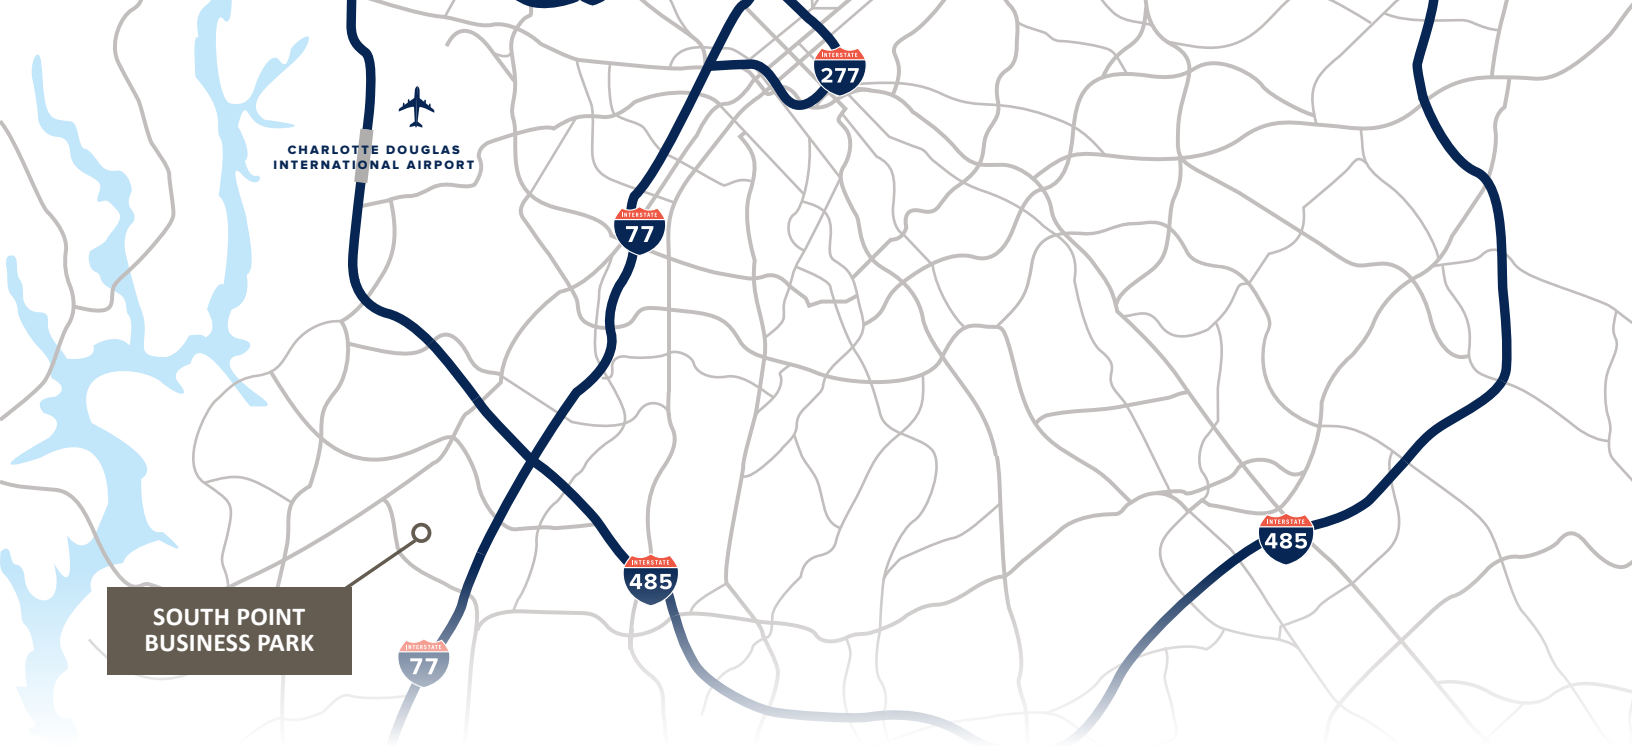 INTERSTATE
277
CHARLOTTE DOUGLAS
INTERNATIONAL AIRPORT
INTERSTATE
77
INTERSTATE
485
INTERSTATE
485
SOUTH POINT
BUSINESS PARK
INTERSTATE
77